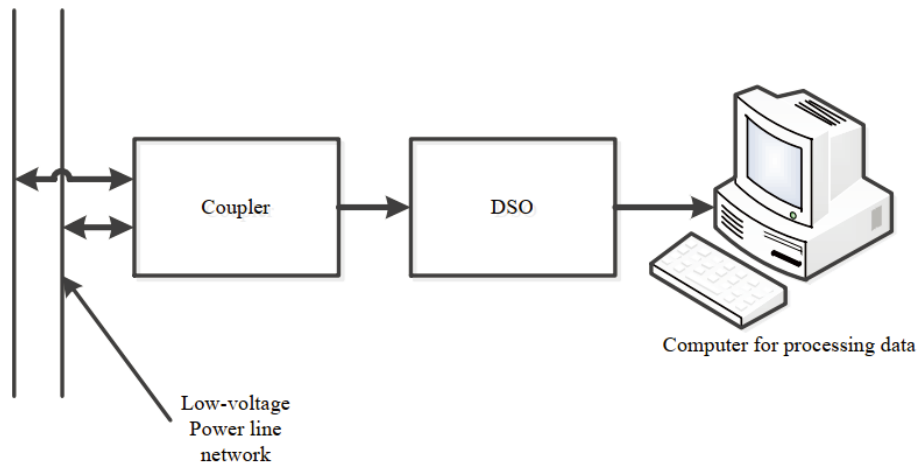 Coupler
DSO
Computer for processing data
Low-voltage
Power line
network